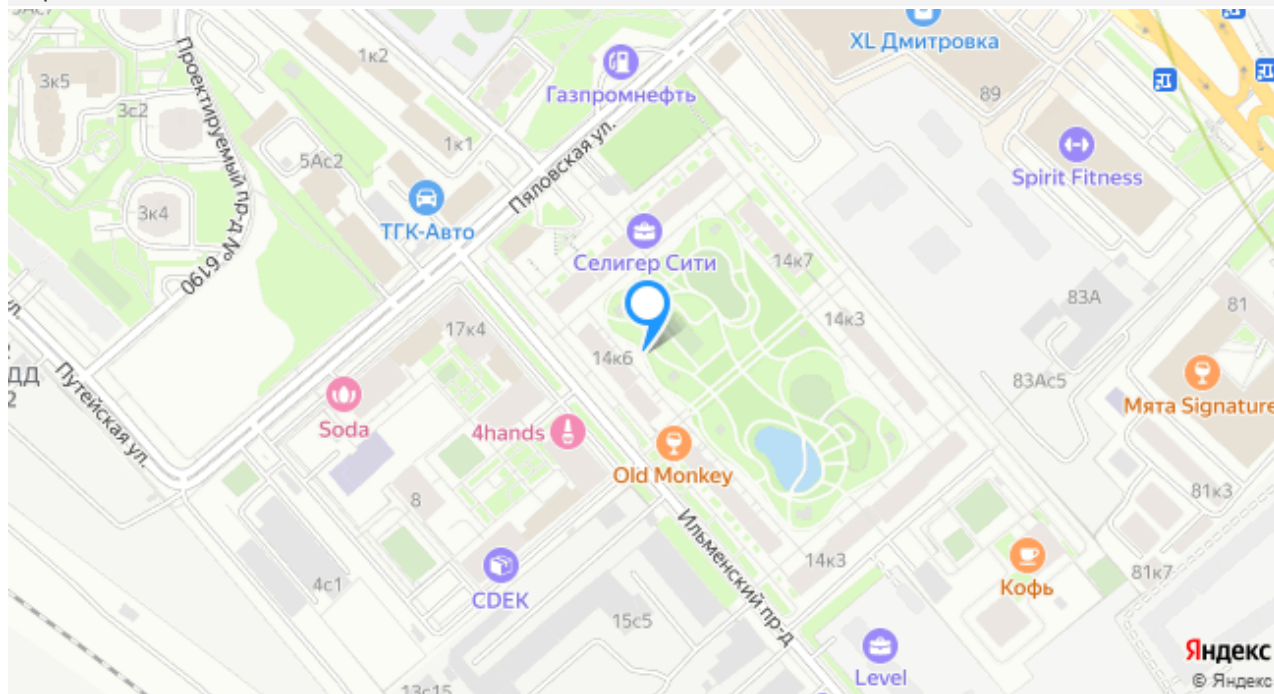 1к2
XL Дмитровка
3к5
3с2
Проектируемый пр-д № 6190
Газпромнефть
89
1к1
5Ас2
Пяловская ул.
Spirit Fitness
3к4
ТГК-Авто
Селигер Сити
14к7
83А
81
14к3
17к4
14к6
ДД
2
Путейская ул.
Soda
4hands
83Ас5
Мята Signature
Old Monkey
8
81к3
Ильменский пр-д
14к3
Кофь
81к7
4с1
CDEK
15с5
Level
13с15
Яндекс
© Яндекс